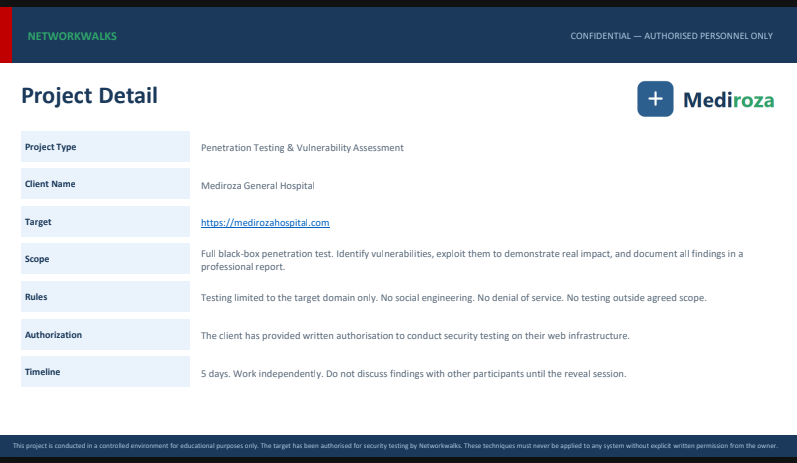 NETWORKWALKS
CONFIDENTIAL — AUTHORISED PERSONNEL ONLY
Project Detail
Mediroza
Project Type
Penetration Testing & Vulnerability Assessment
Client Name
Mediroza General Hospital
Target
https://medirozahospital.com
Scope
Full black-box penetration test. Identify vulnerabilities, exploit them to demonstrate real impact, and document all findings in a
professional report.
Rules
Testing limited to the target domain only. No social engineering. No denial of service. No testing outside agreed scope.
Authorization
The client has provided written authorisation to conduct security testing on their web infrastructure.
Timeline
5 days. Work independently. Do not discuss findings with other participants until the reveal session.
This project is conducted in a controlled environment for educational purposes only. The target has been authorised for security testing by Networkwalks. These techniques must never be applied to any system without explicit written permission from the owner.